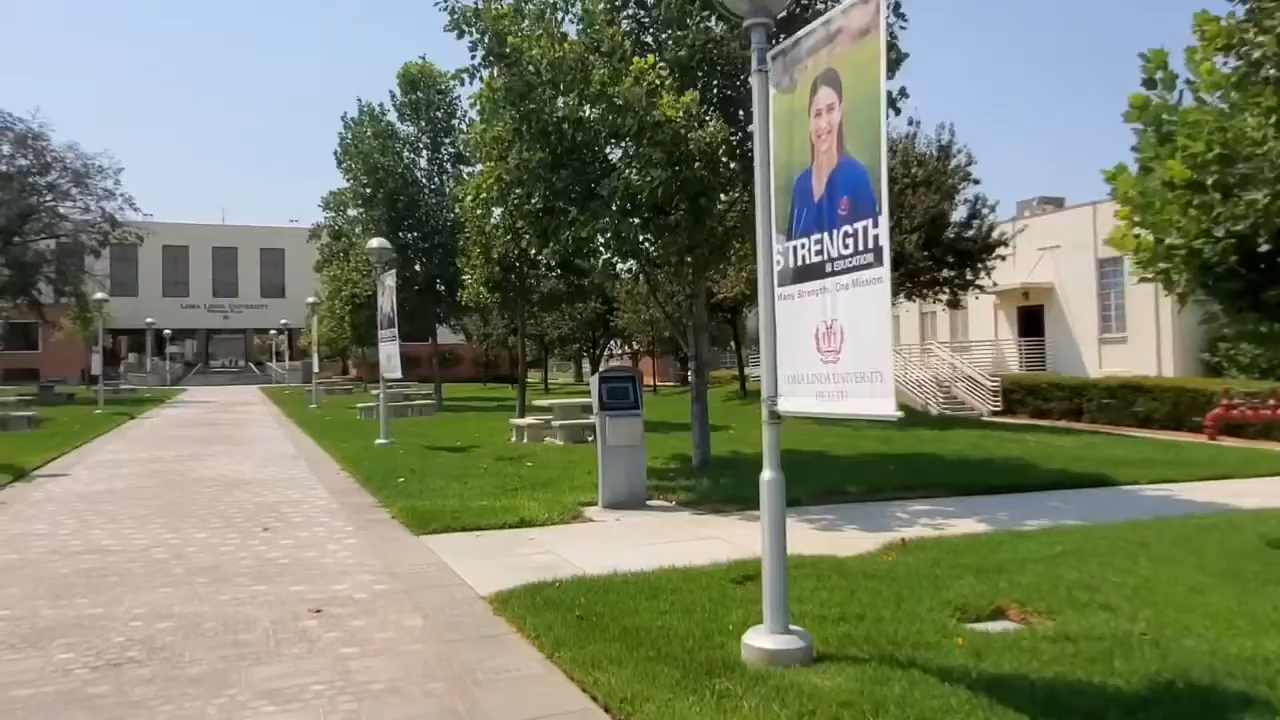 LOMA LINDA UNIVERSITY
STRENGTH
IN EDUCATION
Many Strengths. One Mission.
LOMA LINDA UNIVERSITY
HEALTH